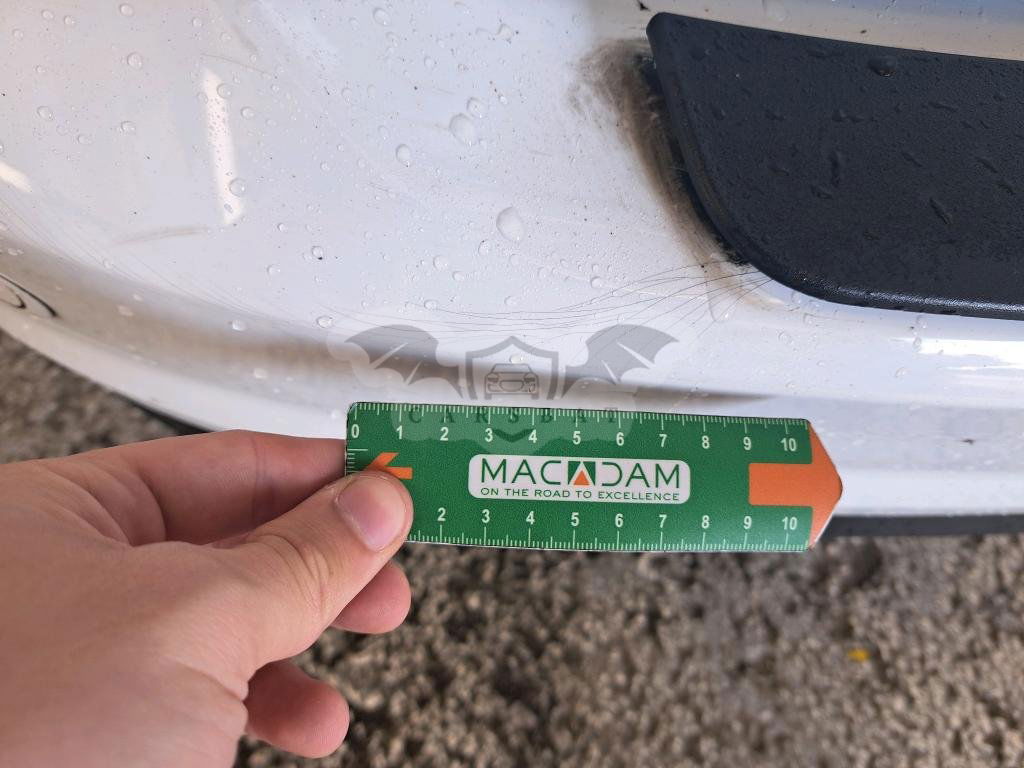 CARSBAT
0 1 2 3 4 5 6 7 8 9 10
MACADAM
ON THE ROAD TO EXCELLENCE
2 3 4 5 6 7 8 9 10